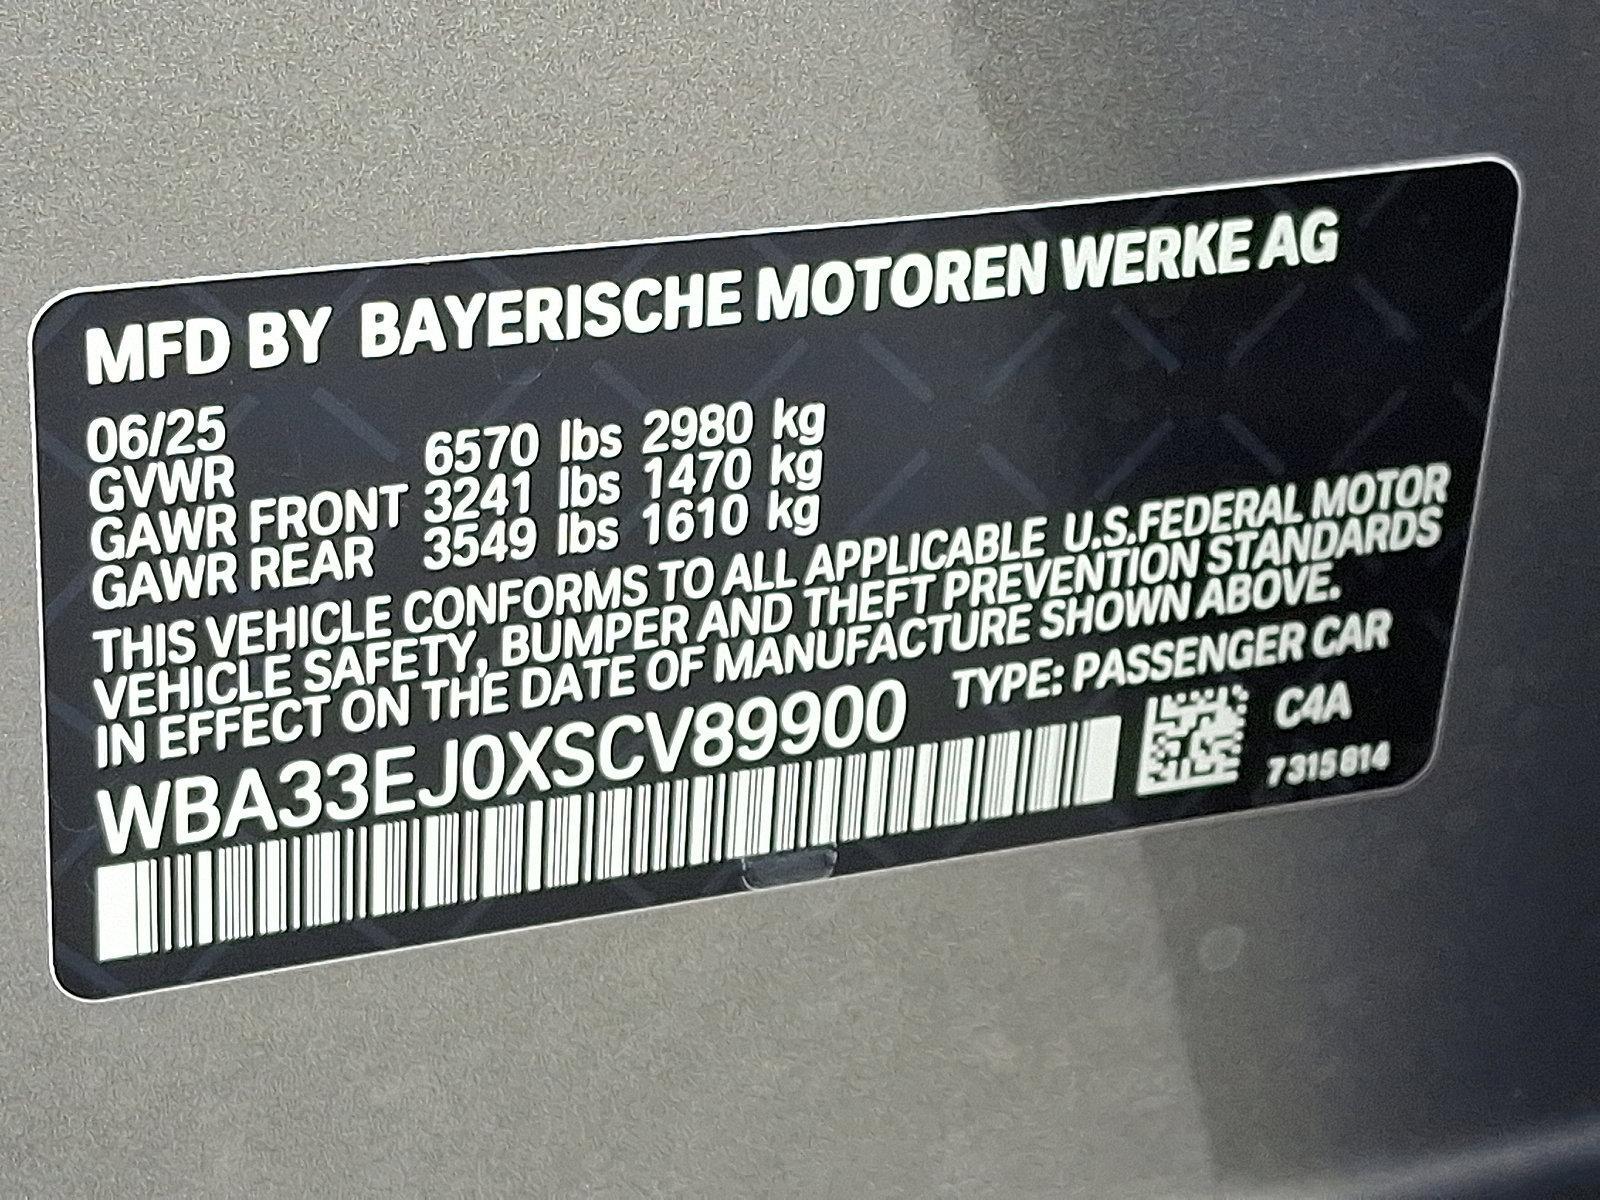 MFD BY BAYERISCHE MOTOREN WERKE AG
06/25
GVWR 6570 lbs 2980 kg
GAWR FRONT 3241 lbs 1470 kg
GAWR REAR 3549 lbs 1610 kg
THIS VEHICLE CONFORMS TO ALL APPLICABLE U.S.FEDERAL MOTOR
VEHICLE SAFETY, BUMPER AND THEFT PREVENTION STANDARDS
IN EFFECT ON THE DATE OF MANUFACTURE SHOWN ABOVE.
WBA33EJ0XSCV89900 TYPE: PASSENGER CAR
C4A
7315814